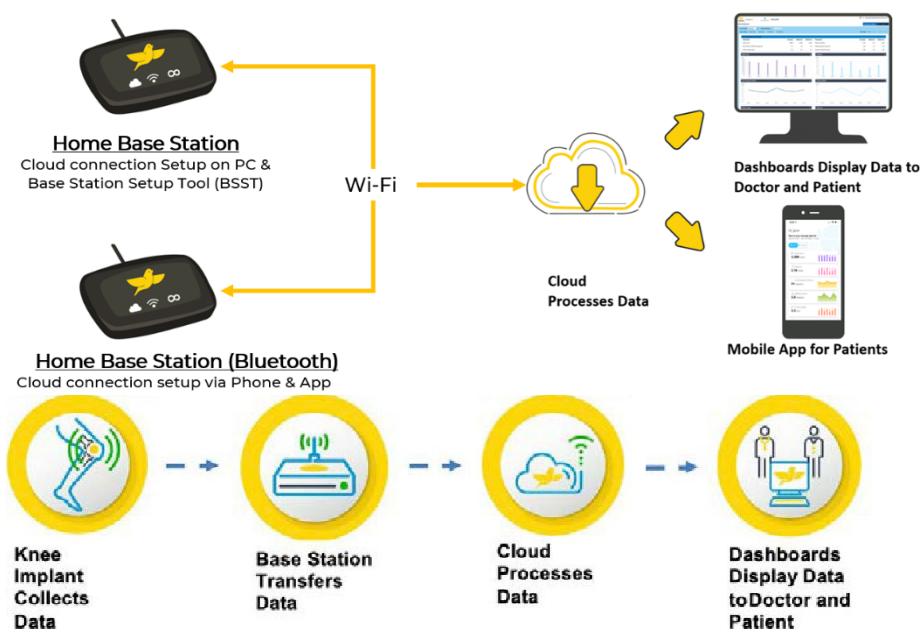 Home Base Station
Cloud connection Setup on PC &
Base Station Setup Tool (BSST)
Wi-Fi
Home Base Station (Bluetooth)
Cloud connection setup via Phone & App
Cloud
Processes Data
Dashboards Display Data to
Doctor and Patient
Mobile App for Patients
Knee
Implant
Collects
Data
Base Station
Transfers
Data
Cloud
Processes
Data
Dashboards
Display Data
to Doctor and
Patient